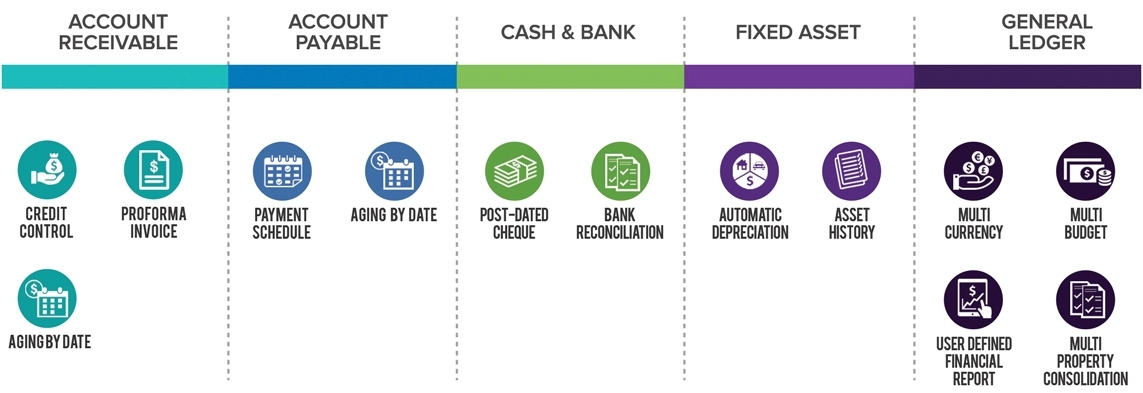 ACCOUNT
RECEIVABLE
ACCOUNT
PAYABLE
CASH & BANK
FIXED ASSET
GENERAL
LEDGER
CREDIT
CONTROL
PROFORMA
INVOICE
AGING BY DATE
PAYMENT
SCHEDULE
AGING BY DATE
POST-DATED
CHEQUE
BANK
RECONCILIATION
AUTOMATIC
DEPRECIATION
ASSET
HISTORY
MULTI
CURRENCY
MULTI
BUDGET
USER DEFINED
FINANCIAL
REPORT
MULTI
PROPERTY
CONSOLIDATION